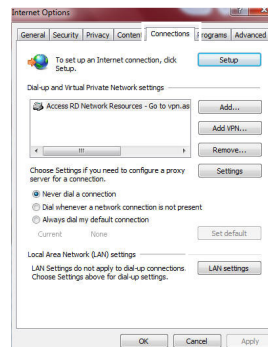 Internet Options
General Security Privacy Content Connections Programs Advanced
To set up an Internet connection, click
Setup.
Setup
Dial-up and Virtual Private Network settings
Access RD Network Resources - Go to vpn.as
Add...
Add VPN...
Remove...
Choose Settings if you need to configure a proxy
server for a connection.
Settings
Never dial a connection
Dial whenever a network connection is not present
Always dial my default connection
Current None
Set default
Local Area Network (LAN) settings
LAN Settings do not apply to dial-up connections.
Choose Settings above for dial-up settings.
LAN settings
OK Cancel Apply